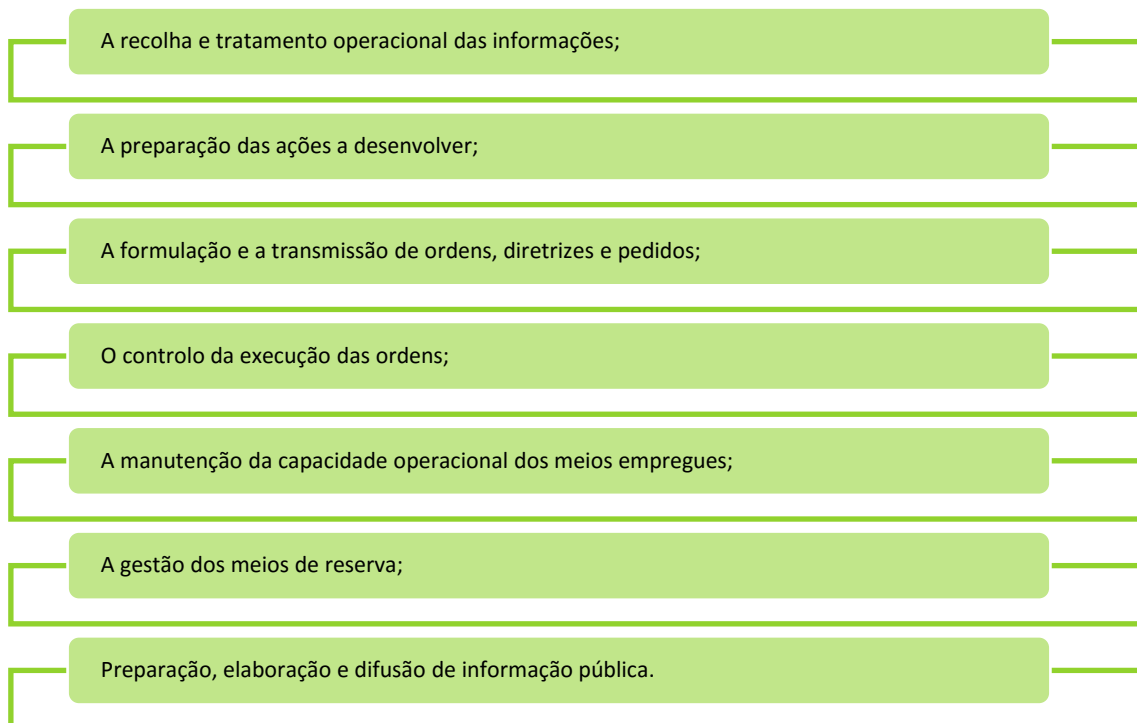 A recolha e tratamento operacional das informações;
A preparação das ações a desenvolver;
A formulação e a transmissão de ordens, diretrizes e pedidos;
O controlo da execução das ordens;
A manutenção da capacidade operacional dos meios empregues;
A gestão dos meios de reserva;
Preparação, elaboração e difusão de informação pública.